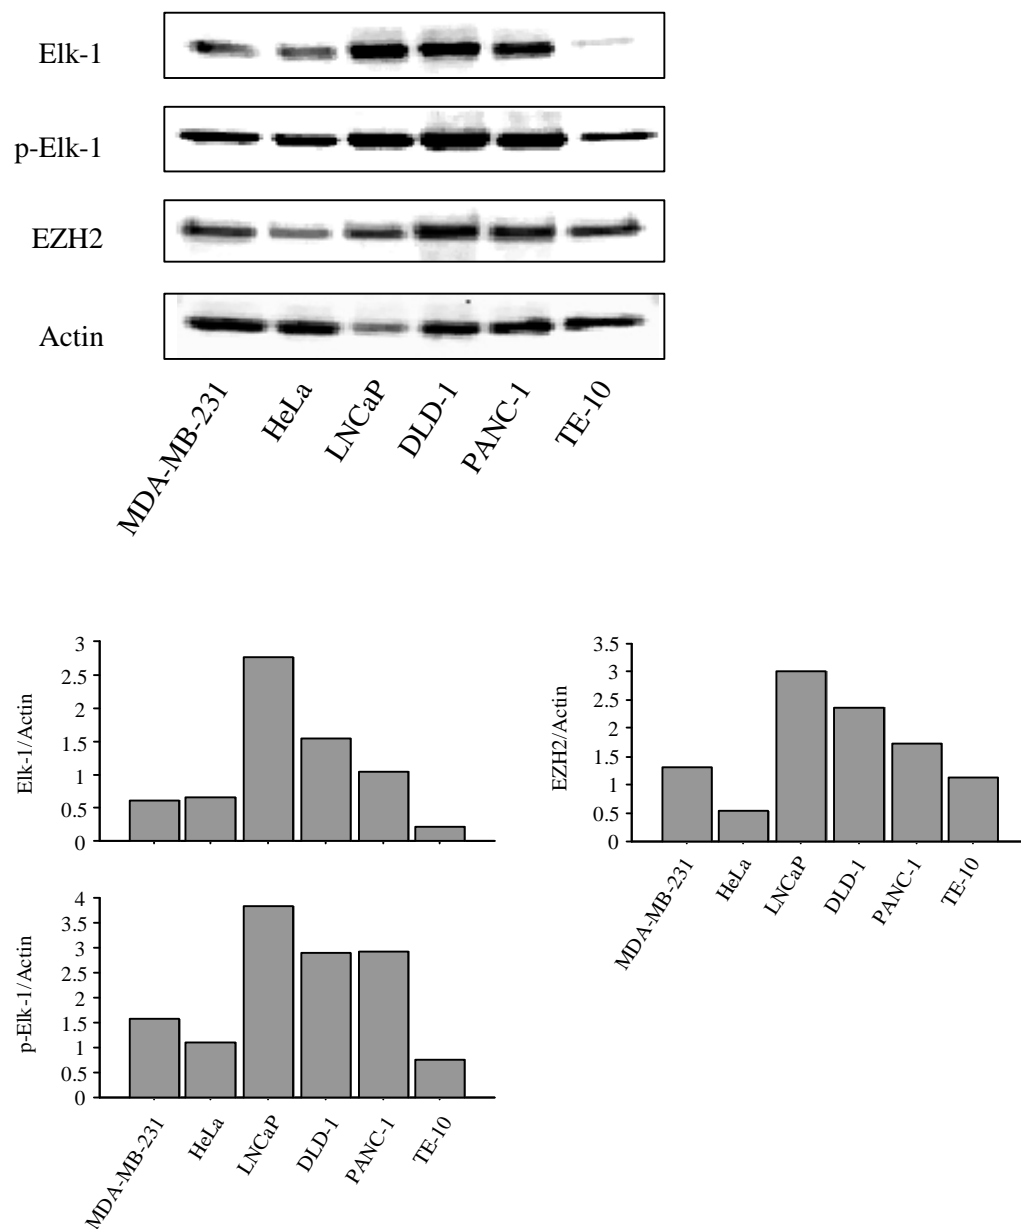 Elk-1
p-Elk-1
EZH2
Actin
MDA-MB-231
HeLa
LNCaP
DLD-1
PANC-1
TE-10
Elk-1/Actin
3
2.5
2
1.5
1
0.5
0
EZH2/Actin
3.5
3
2.5
2
1.5
1
0.5
0
MDA-MB-231
HeLa
LNCaP
DLD-1
PANC-1
TE-10
p-Elk-1/Actin
4
3.5
3
2.5
2
1.5
1
0.5
0
MDA-MB-231
HeLa
LNCaP
DLD-1
PANC-1
TE-10